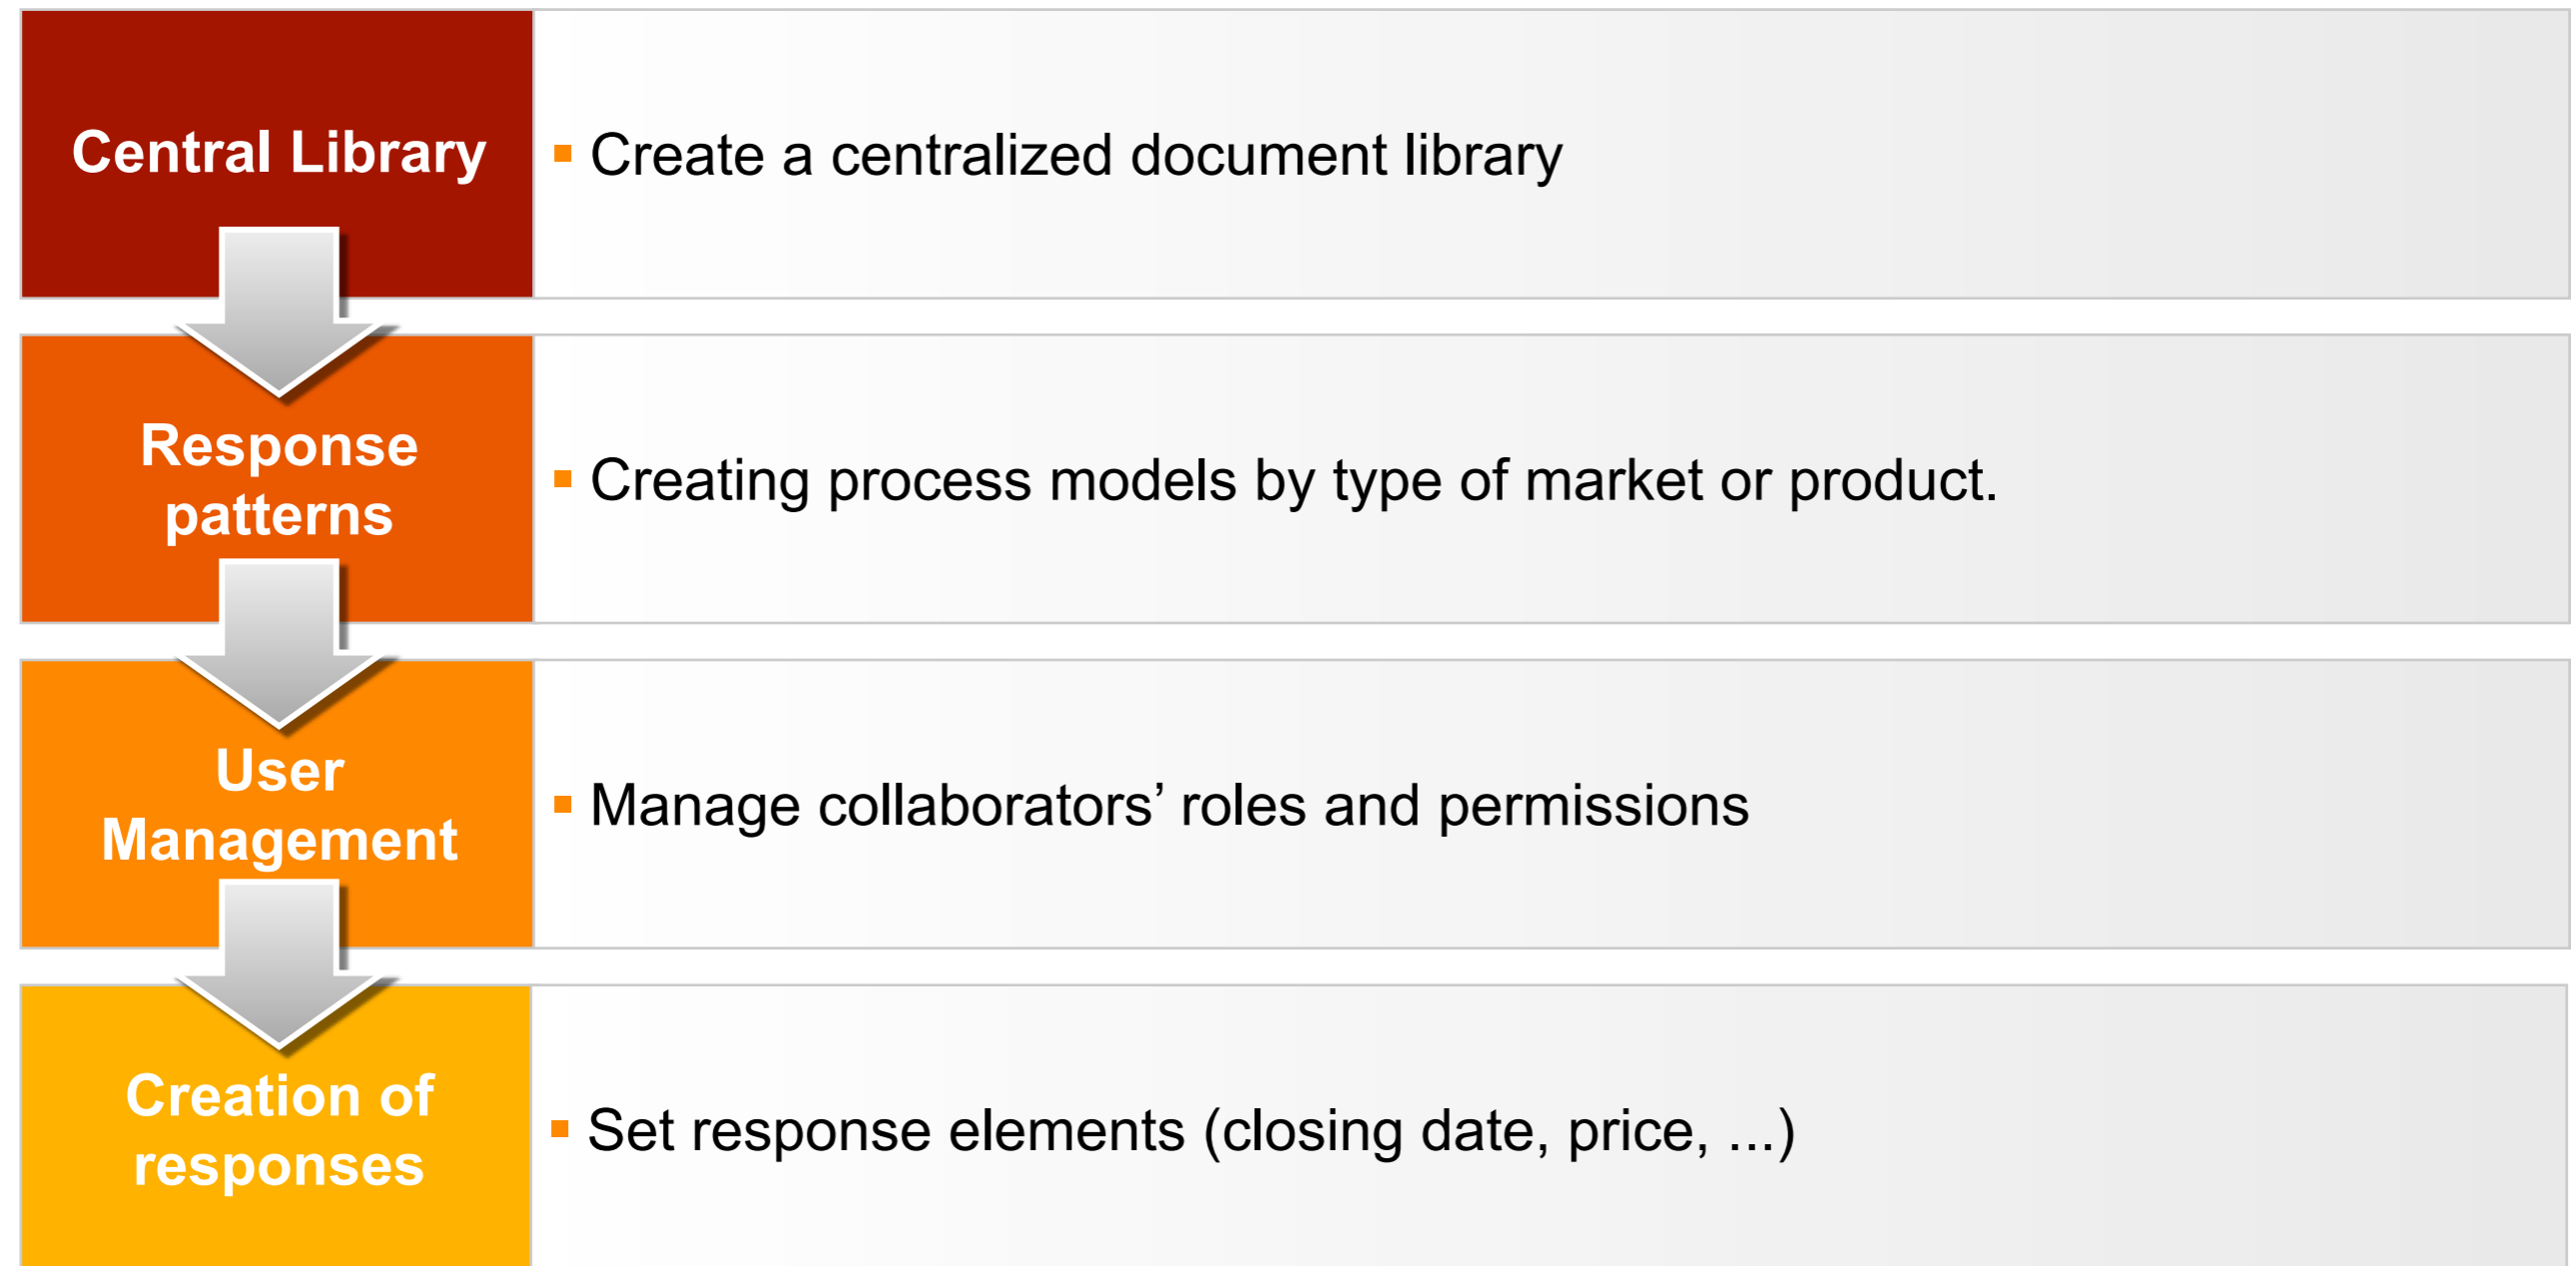 Central Library
▪ Create a centralized document library
Response
patterns
▪ Creating process models by type of market or product.
User
Management
▪ Manage collaborators’ roles and permissions
Creation of
responses
▪ Set response elements (closing date, price, ...)